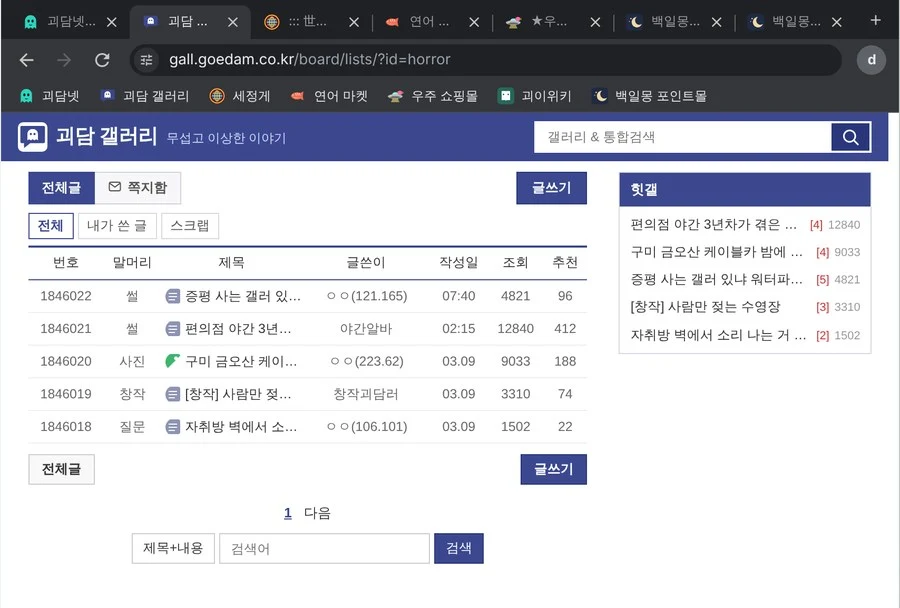 괴담넷...
괴담 ...
::: 世...
연어 ...
★우...
백일몽...
백일몽...
gall.goedam.co.kr/board/lists/?id=horror
d
괴담넷
괴담 갤러리
세정게
연어 마켓
우주 쇼핑몰
괴이위키
백일몽 포인트몰
괴담 갤러리 무섭고 이상한 이야기
갤러리 & 통합검색
전체글 쪽지함 글쓰기
전체 내가 쓴 글 스크랩
번호 말머리 제목 글쓴이 작성일 조회 추천
1846022 썰 증평 사는 갤러 있... ㅇㅇ(121.165) 07:40 4821 96
1846021 썰 편의점 야간 3년... 야간알바 02:15 12840 412
1846020 사진 구미 금오산 케이... ㅇㅇ(223.62) 03.09 9033 188
1846019 창작 [창작] 사람만 젖... 창작괴담러 03.09 3310 74
1846018 질문 자취방 벽에서 소... ㅇㅇ(106.101) 03.09 1502 22
전체글 글쓰기
1 다음
제목+내용 검색어 검색
힛갤
편의점 야간 3년차가 겪은 ... [4] 12840
구미 금오산 케이블카 밤에 ... [4] 9033
증평 사는 갤러 있냐 워터파... [5] 4821
[창작] 사람만 젖는 수영장 [3] 3310
자취방 벽에서 소리 나는 거 ... [2] 1502